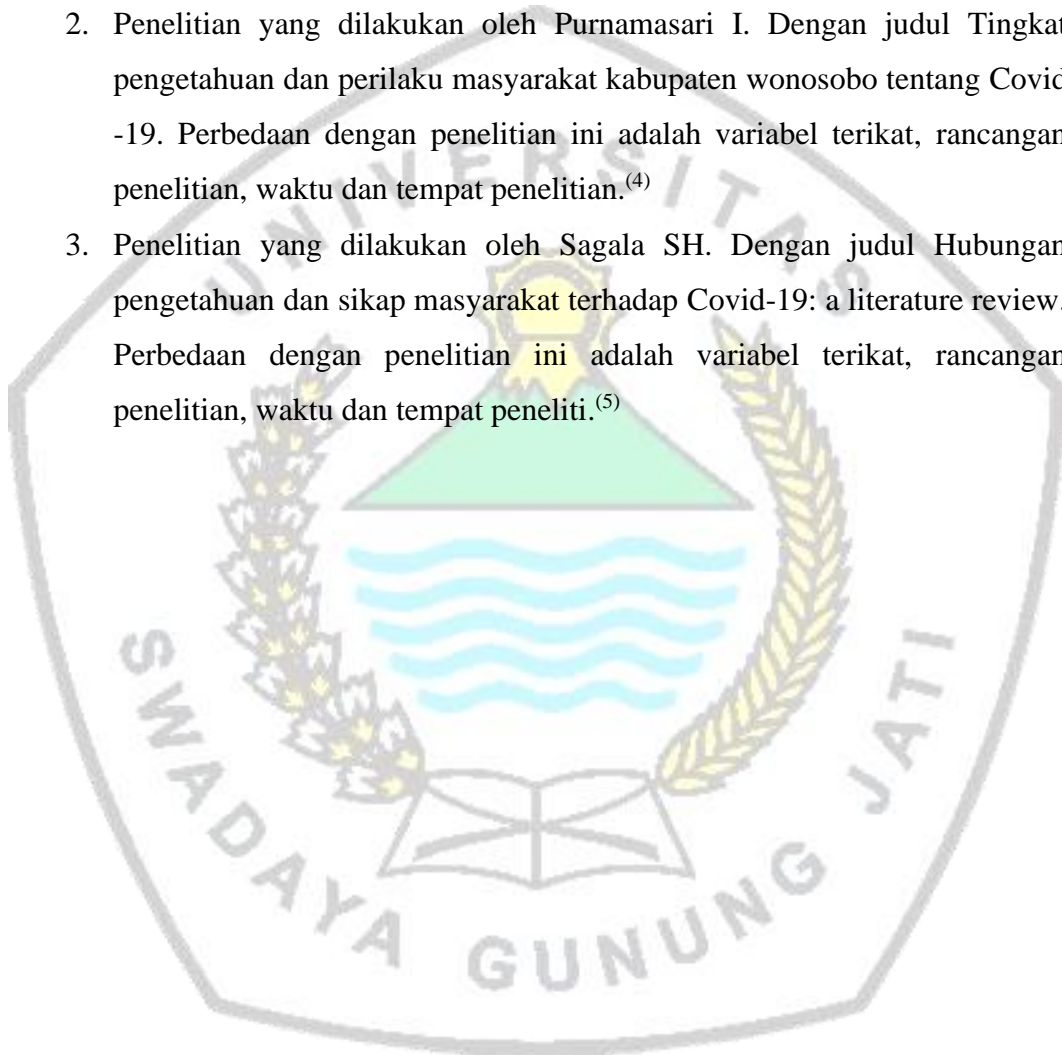 2. Penelitian yang dilakukan oleh Purnamasari I. Dengan judul Tingkat
pengetahuan dan perilaku masyarakat kabupaten wonosobo tentang Covid
-19. Perbedaan dengan penelitian ini adalah variabel terikat, rancangan
penelitian, waktu dan tempat penelitian.(4)
3. Penelitian yang dilakukan oleh Sagala SH. Dengan judul Hubungan
pengetahuan dan sikap masyarakat terhadap Covid-19: a literature review.
Perbedaan dengan penelitian ini adalah variabel terikat, rancangan
penelitian, waktu dan tempat peneliti.(5)
UNIVERSITAS
SWADAYA GUNUNG JATI